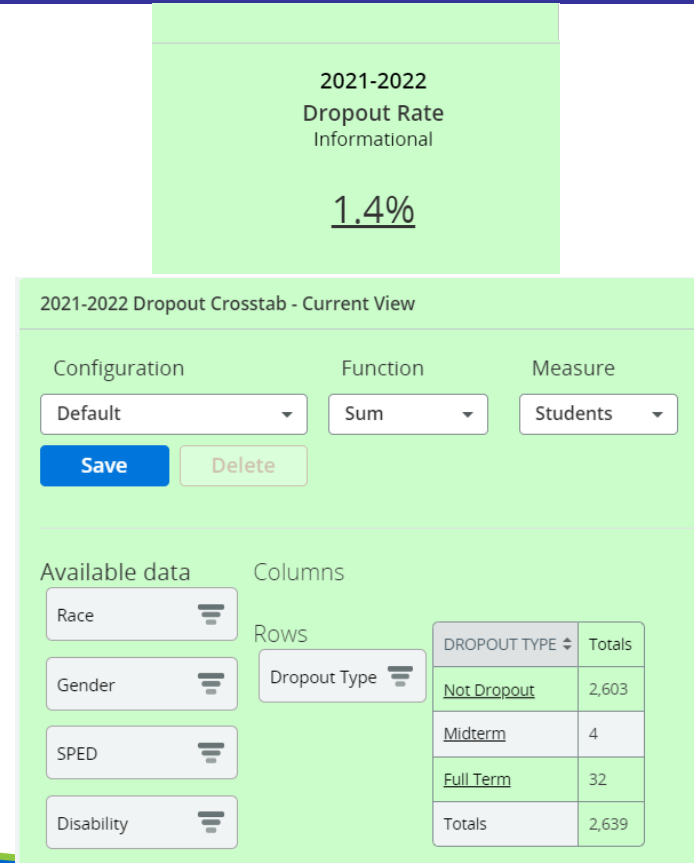 2021-2022
Dropout Rate
Informational
1.4%
2021-2022 Dropout Crosstab - Current View
Configuration Function Measure
Default Sum Students
Save Delete
Available data Columns
Race
Rows
DROPOUT TYPE Totals
Dropout Type
Gender
Not Dropout 2,603
Midterm 4
SPED
Full Term 32
Disability
Totals 2,639